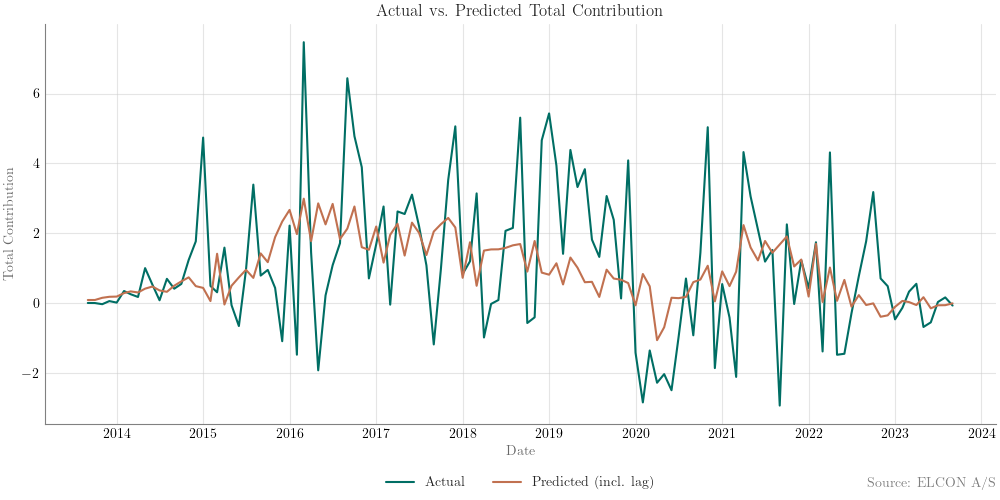 Actual vs. Predicted Total Contribution
Total Contribution
6
4
2
0
−2
2014 2015 2016 2017 2018 2019 2020 2021 2022 2023 2024
Date
Actual Predicted (incl. lag)
Source: ELCON A/S